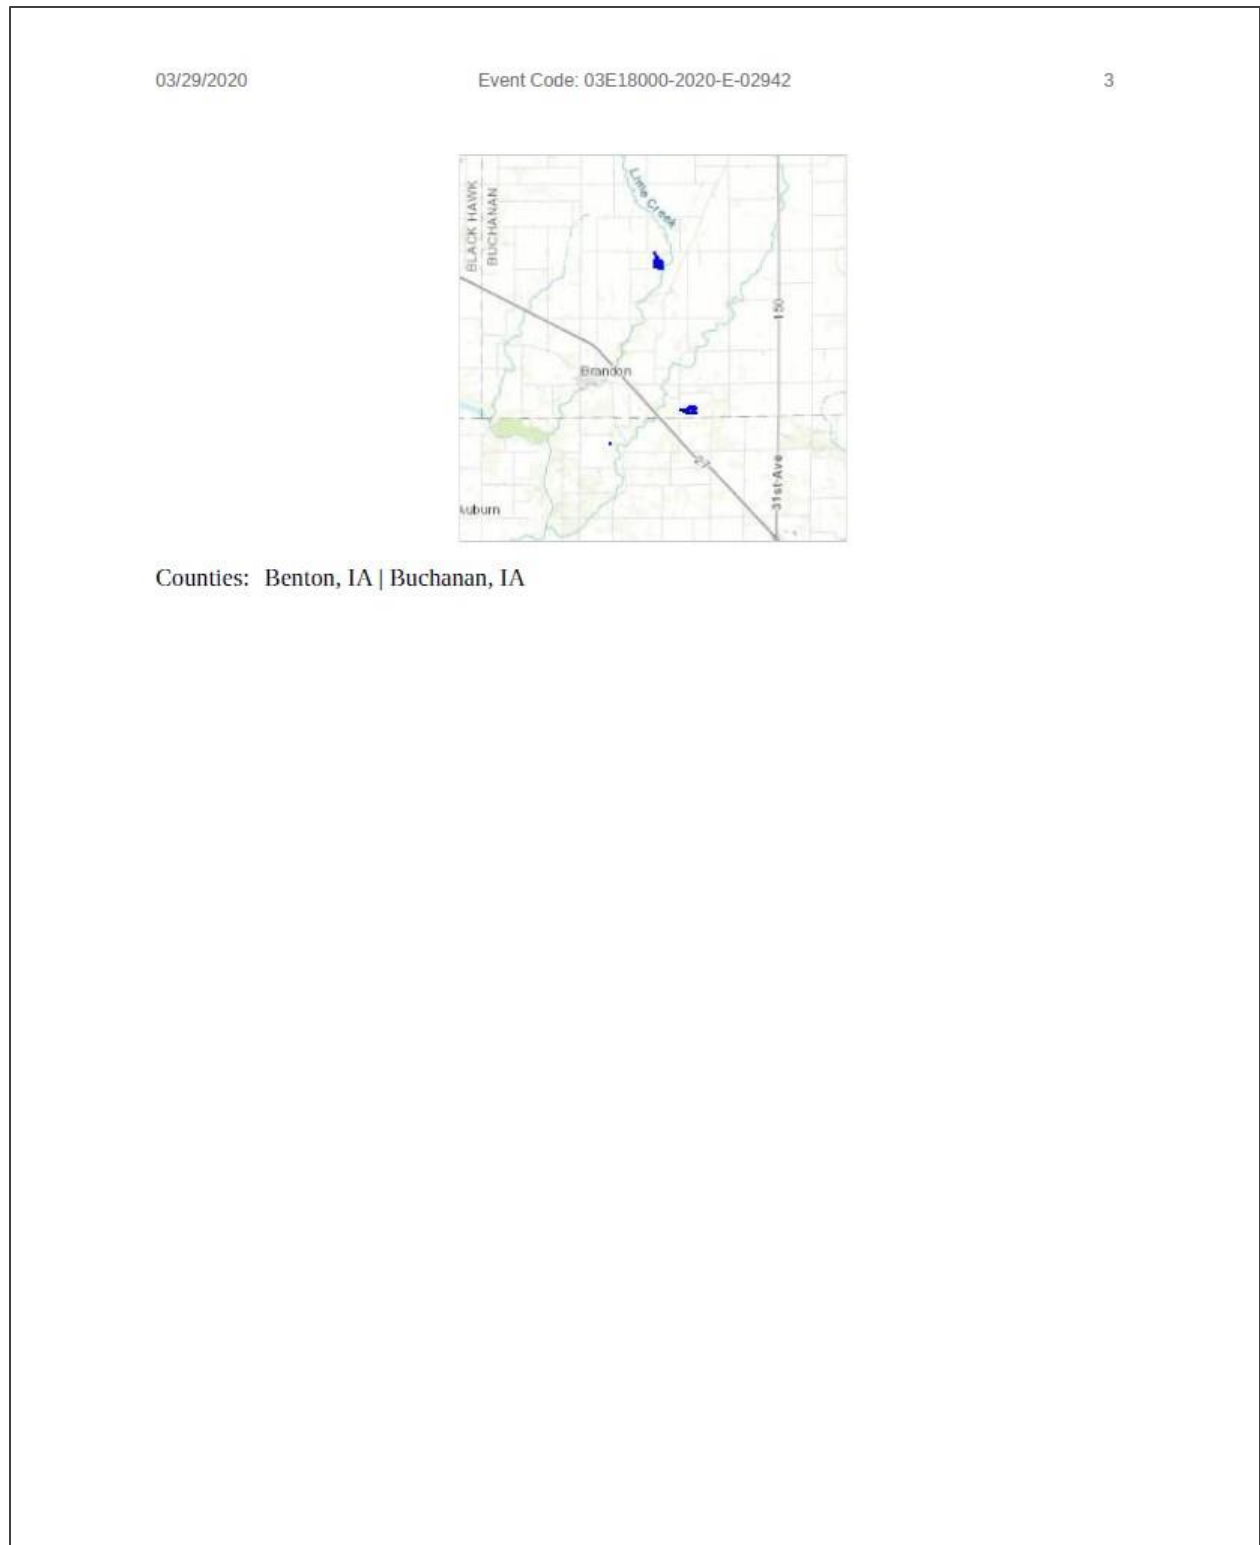 03/29/2020 Event Code: 03E18000-2020-E-02942 3
Lime Creek
BLACK HAWK
BUCHANAN
150
Brandon
27
31st Ave
Auburn
Counties: Benton, IA | Buchanan, IA